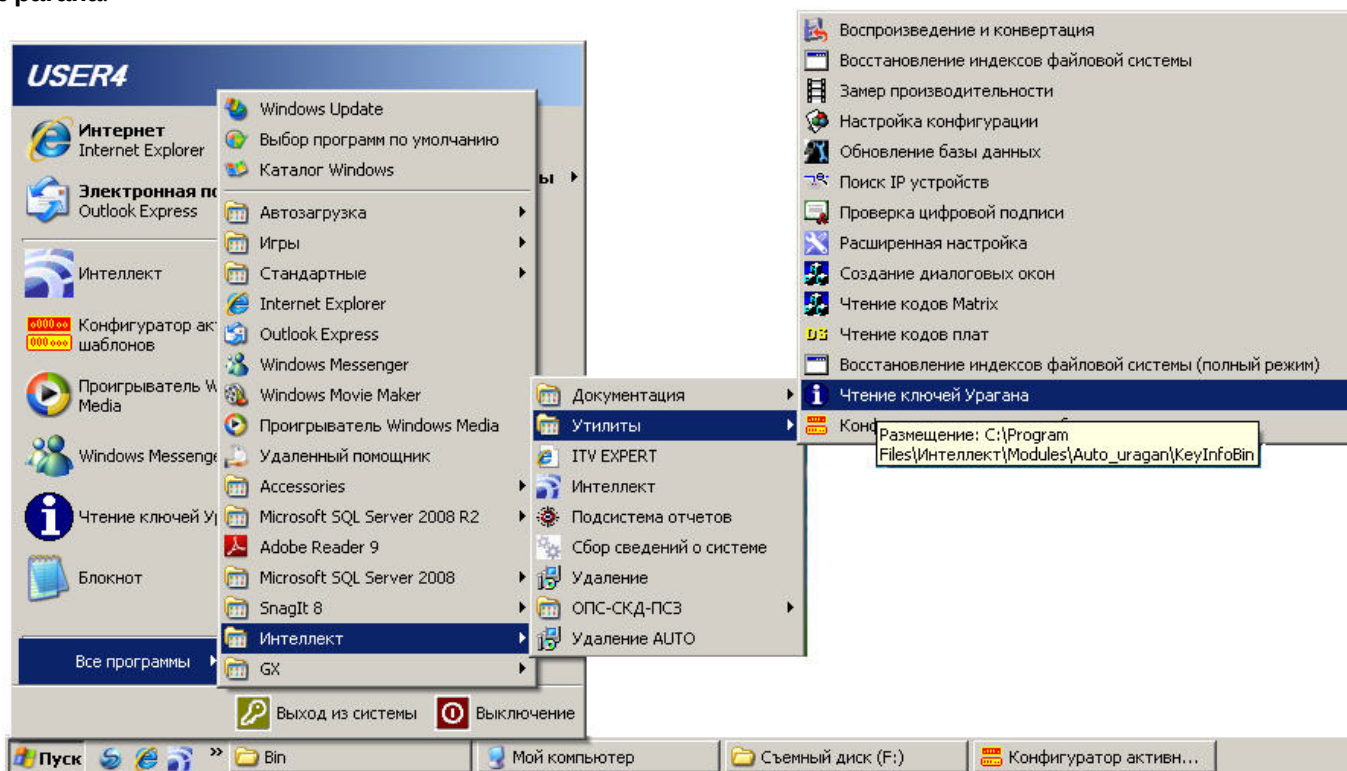 USER4
Интернет
Internet Explorer
Электронная по
Outlook Express
Интеллект
Конфигуратор ак
шаблонов
Проигрыватель W
Media
Windows Messenge
Чтение ключей У
Блокнот
Все программы
Windows Update
Выбор программ по умолчанию
Каталог Windows
Автозагрузка
Игры
Стандартные
Internet Explorer
Outlook Express
Windows Messenger
Windows Movie Maker
Проигрыватель Windows Media
Удаленный помощник
Accessories
Microsoft SQL Server 2008 R2
Adobe Reader 9
Microsoft SQL Server 2008
SnagIt 8
Интеллект
GX
ы
Документация
Утилиты
ITV EXPERT
Интеллект
Подсистема отчетов
Сбор сведений о системе
Удаление
ОПС-СКД-ПСЗ
Удаление AUTO
Воспроизведение и конвертация
Восстановление индексов файловой системы
Замер производительности
Настройка конфигурации
Обновление базы данных
Поиск IP устройств
Проверка цифровой подписи
Расширенная настройка
Создание диалоговых окон
Чтение кодов Matrix
Чтение кодов плат
Восстановление индексов файловой системы (полный режим)
Чтение ключей Урагана
Конф
Размещение: C:\Program
Files\Интеллект\Modules\Auto_uragan\KeyInfoBin
Выход из системы
Выключение
Пуск
Bin
Мой компьютер
Съемный диск (F:)
Конфигуратор активн...